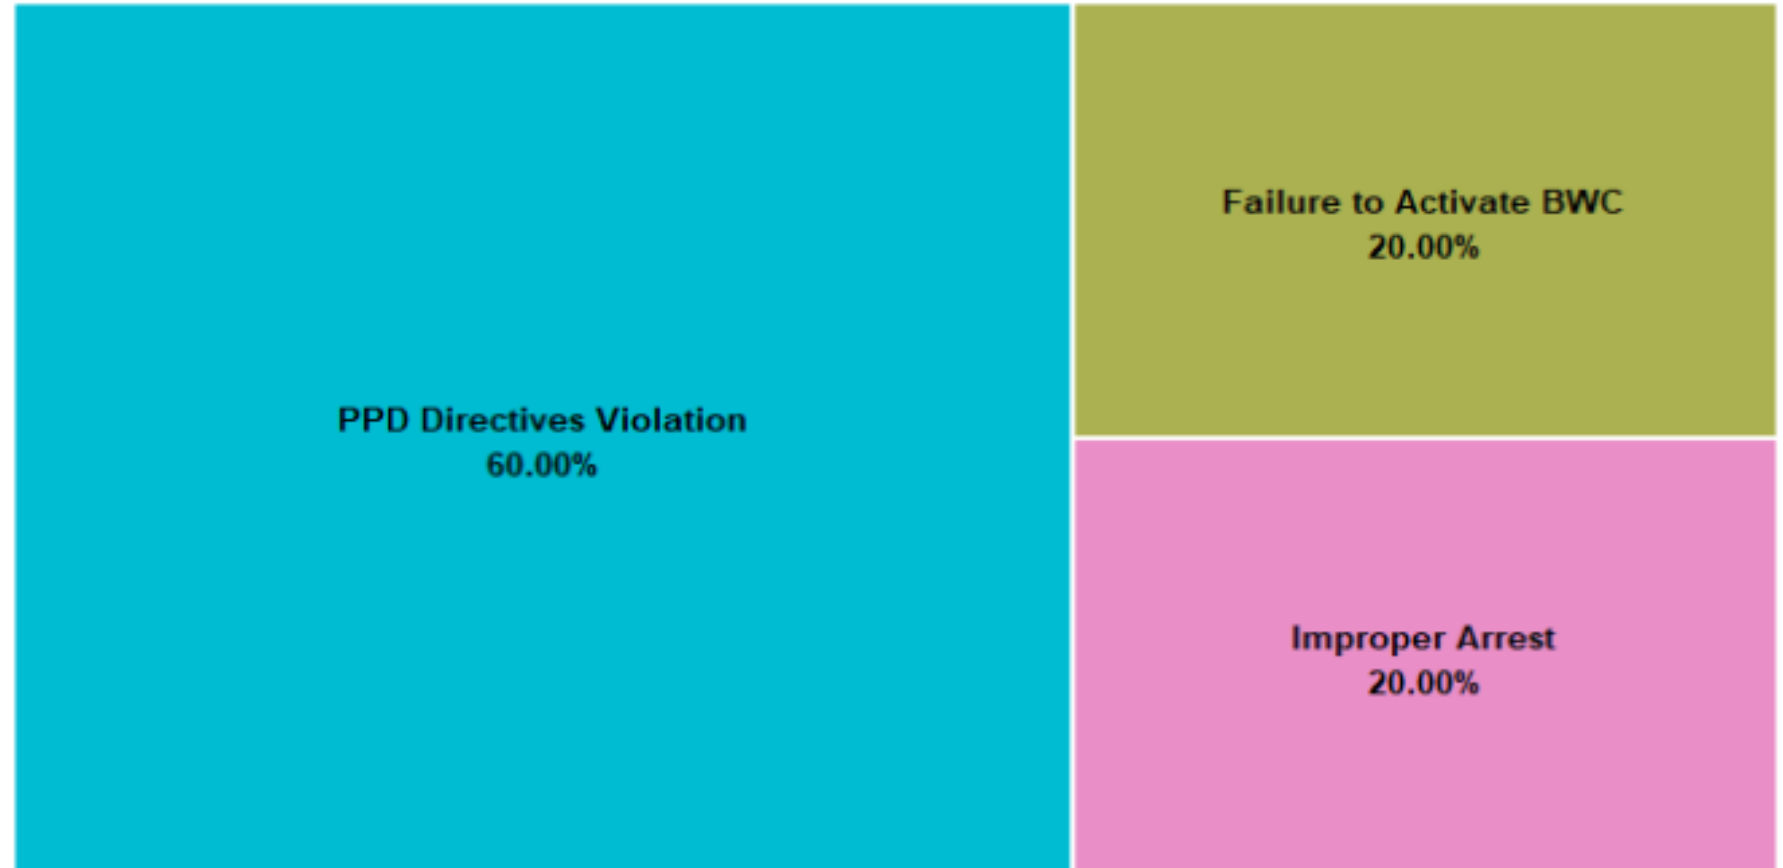 PPD Directives Violation
60.00%
Failure to Activate BWC
20.00%
Improper Arrest
20.00%